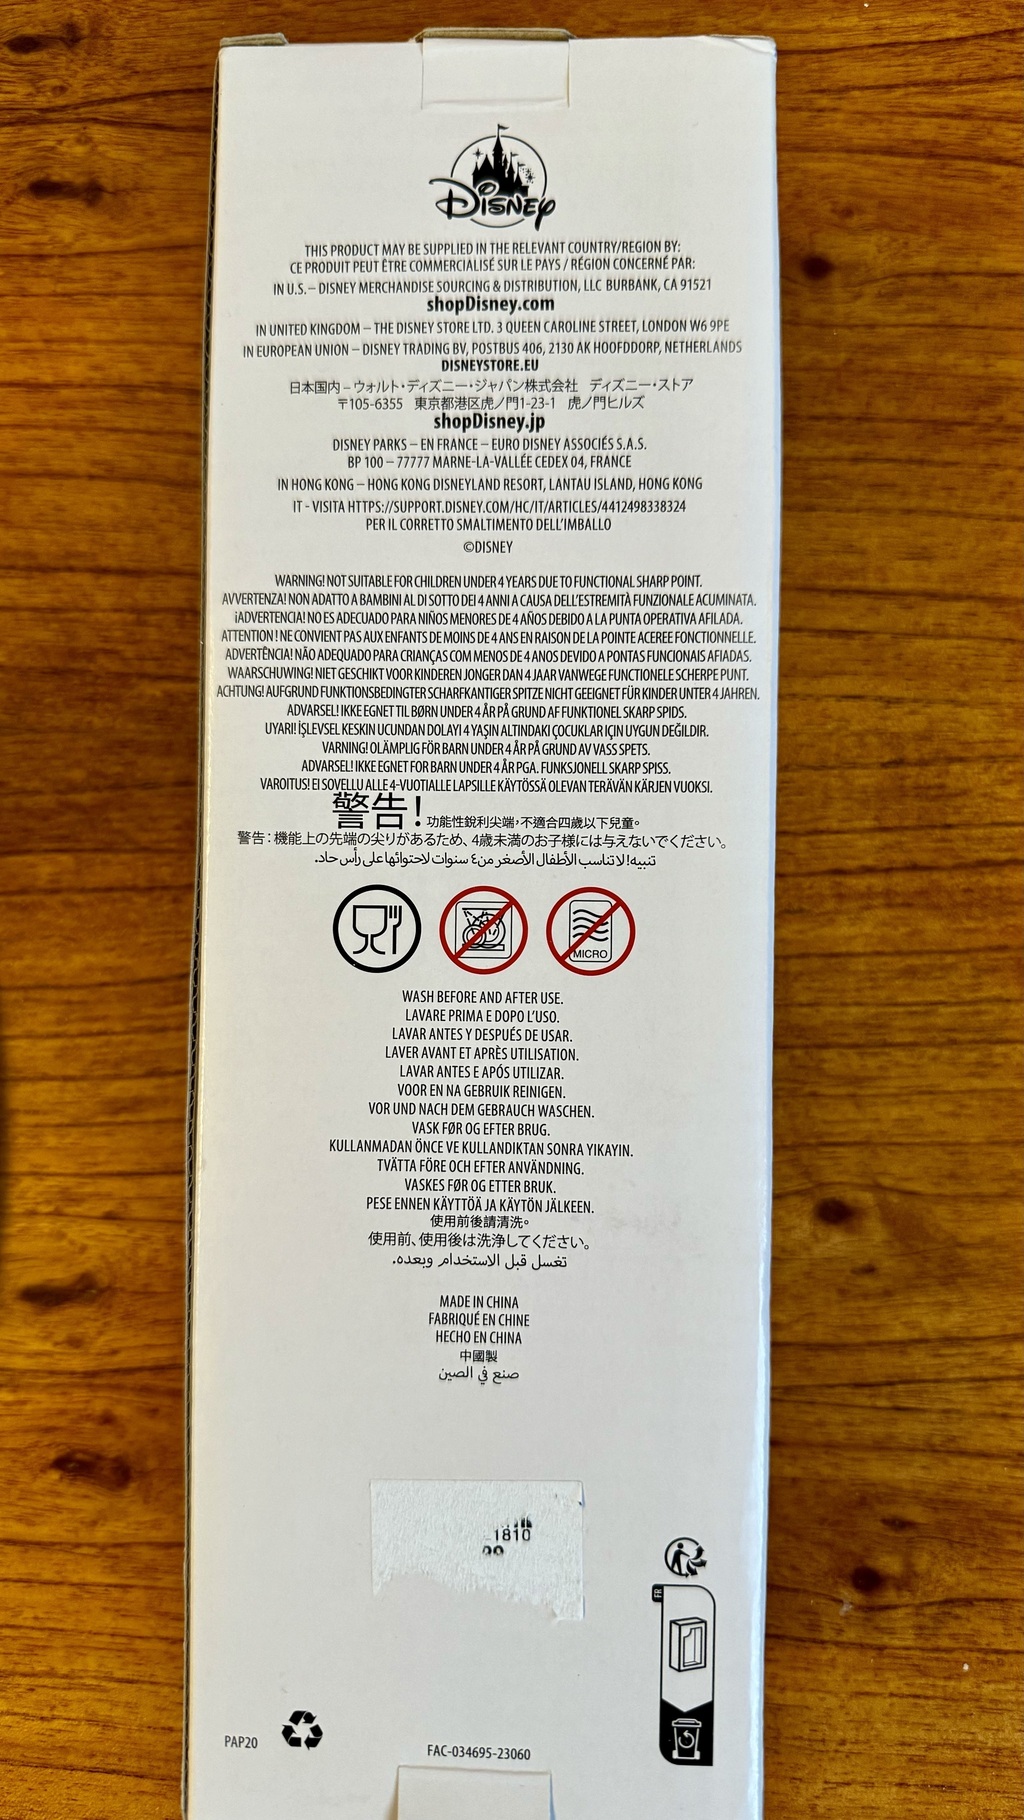 Disney
THIS PRODUCT MAY BE SUPPLIED IN THE RELEVANT COUNTRY/REGION BY:
CE PRODUIT PEUT ÊTRE COMMERCIALISÉ SUR LE PAYS / RÉGION CONCERNÉ PAR:
IN U.S.– DISNEY MERCHANDISE SOURCING & DISTRIBUTION, LLC BURBANK, CA 91521
shopDisney.com
IN UNITED KINGDOM – THE DISNEY STORE LTD. 3 QUEEN CAROLINE STREET, LONDON W6 9PE
IN EUROPEAN UNION – DISNEY TRADING BV, POSTBUS 406, 2130 AK HOOFDDORP, NETHERLANDS
DISNEYSTORE.EU
日本国内 – ウォルト・ディズニー・ジャパン株式会社 ディズニー・ストア
〒105-6355 東京都港区虎ノ門1-23-1 虎ノ門ヒルズ
shopDisney.jp
DISNEY PARKS – EN FRANCE – EURO DISNEY ASSOCIÉS S.A.S.
BP 100 – 77777 MARNE-LA-VALLÉE CEDEX 04, FRANCE
IN HONG KONG – HONG KONG DISNEYLAND RESORT, LANTAU ISLAND, HONG KONG
IT - VISITA HTTPS://SUPPORT.DISNEY.COM/HC/IT/ARTICLES/4412498338324
PER IL CORRETTO SMALTIMENTO DELL'IMBALLO
©DISNEY
WARNING! NOT SUITABLE FOR CHILDREN UNDER 4 YEARS DUE TO FUNCTIONAL SHARP POINT.
AVVERTENZA! NON ADATTO A BAMBINI AL DI SOTTO DEI 4 ANNI A CAUSA DELL'ESTREMITÀ FUNZIONALE ACUMINATA.
¡ADVERTENCIA! NO ES ADECUADO PARA NIÑOS MENORES DE 4 AÑOS DEBIDO A LA PUNTA OPERATIVA AFILADA.
ATTENTION ! NE CONVIENT PAS AUX ENFANTS DE MOINS DE 4 ANS EN RAISON DE LA POINTE ACEREE FONCTIONNELLE.
ADVERTÊNCIA! NÃO ADEQUADO PARA CRIANÇAS COM MENOS DE 4 ANOS DEVIDO A PONTAS FUNCIONAIS AFIADAS.
WAARSCHUWING! NIET GESCHIKT VOOR KINDEREN JONGER DAN 4 JAAR VANWEGE FUNCTIONELE SCHERPE PUNT.
ACHTUNG! AUFGRUND FUNKTIONSBEDINGTER SCHARFKANTIGER SPITZE NICHT GEEIGNET FÜR KINDER UNTER 4 JAHREN.
ADVARSEL! IKKE EGNET TIL BØRN UNDER 4 ÅR PÅ GRUND AF FUNKTIONEL SKARP SPIDS.
UYARI! İŞLEVSEL KESKIN UCUNDAN DOLAYI 4 YAŞIN ALTINDAKI ÇOCUKLAR IÇIN UYGUN DEĞILDIR.
VARNING! OLÄMPLIG FÖR BARN UNDER 4 ÅR PÅ GRUND AV VASS SPETS.
ADVARSEL! IKKE EGNET FOR BARN UNDER 4 ÅR PGA. FUNKSJONELL SKARP SPISS.
VAROITUS! EI SOVELLU ALLE 4-VUOTIALLE LAPSILLE KÄYTÖSSÄ OLEVAN TERÄVÄN KÄRJEN VUOKSI.
警告! 功能性銳利尖端,不適合四歲以下兒童。
警告：機能上の先端の尖りがあるため、4歳未満のお子様には与えないでください。
تنبيه! لا تناسب الأطفال الأصغر من ٤ سنوات لاحتوائها على رأس حاد.
MICRO
WASH BEFORE AND AFTER USE.
LAVARE PRIMA E DOPO L'USO.
LAVAR ANTES Y DESPUÉS DE USAR.
LAVER AVANT ET APRÈS UTILISATION.
LAVAR ANTES E APÓS UTILIZAR.
VOOR EN NA GEBRUIK REINIGEN.
VOR UND NACH DEM GEBRAUCH WASCHEN.
VASK FØR OG EFTER BRUG.
KULLANMADAN ÖNCE VE KULLANDIKTAN SONRA YIKAYIN.
TVÄTTA FÖRE OCH EFTER ANVÄNDNING.
VASKES FØR OG ETTER BRUK.
PESE ENNEN KÄYTTÖÄ JA KÄYTÖN JÄLKEEN.
使用前後請清洗。
使用前、使用後は洗浄してください。
تغسل قبل الاستخدام وبعده.
MADE IN CHINA
FABRIQUÉ EN CHINE
HECHO EN CHINA
中國製
صنع في الصين
1810
FR
PAP20
FAC-034695-23060